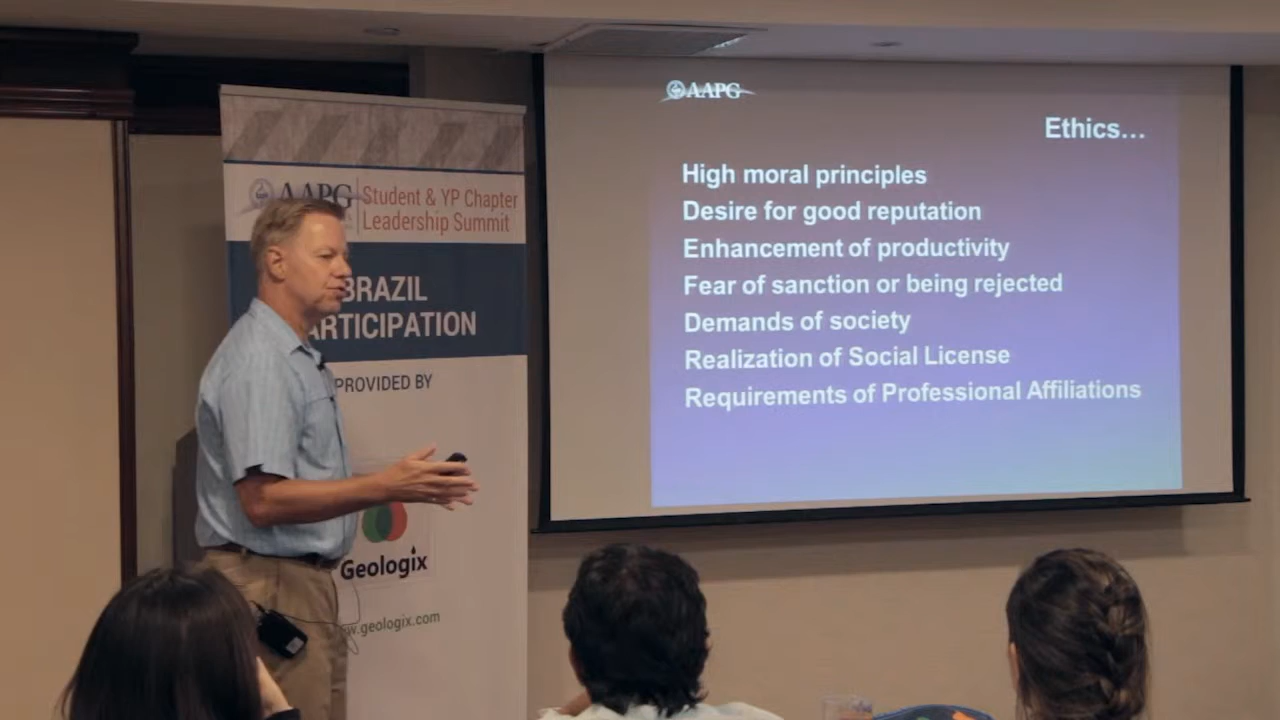 AAPG
Student & YP Chapter
Leadership Summit
BRAZIL
PARTICIPATION
PROVIDED BY
Geologix
www.geologix.com
AAPG
Ethics...
High moral principles
Desire for good reputation
Enhancement of productivity
Fear of sanction or being rejected
Demands of society
Realization of Social License
Requirements of Professional Affiliations